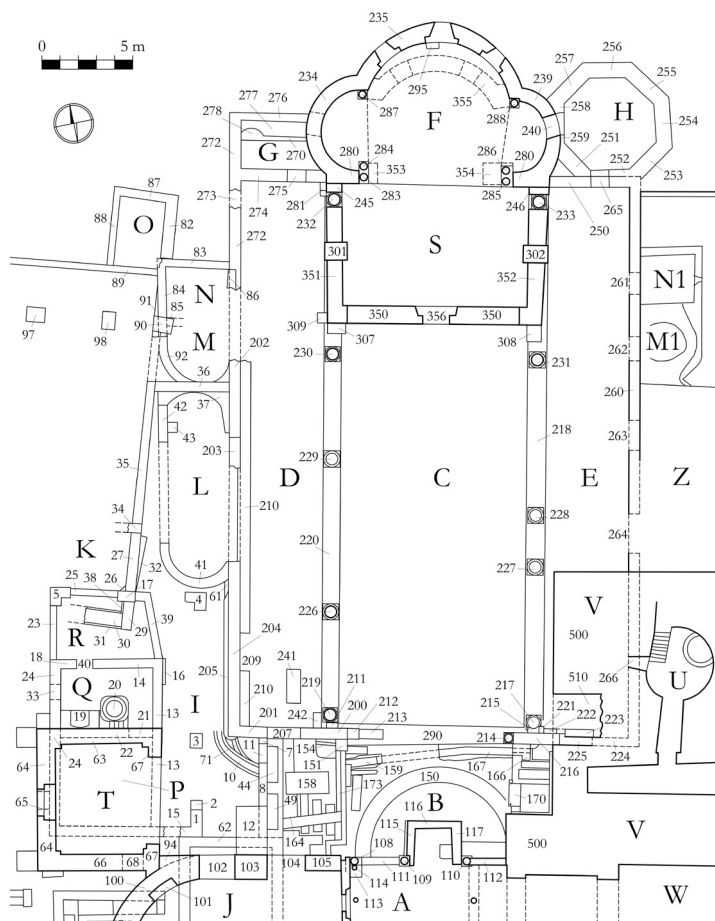 0 5 m
235
234 295 355 239 257 256 255
276 277 278 287 288 F 258 H 254
272 270 G 240 259 251
280 284 353 354 286 280 252 253
273 275 281 283 285 265
274 245 246 250
87 232 233
88 82 O 272 S
83 301 302
89 84 N 351 352 261 N1
91 85 86
90 M 309 350 356 350
97 98 307 308 262 M1
92 202 230 231
36 260
37
42 218 263
43 203 229
35 L D C E Z
210
34 228 264
220
K 27 32 227
25 26 17 41 V
38 61 226 500
5 4
23 39
R 29 204
31 30 209
18 40 14 16 205 241 266
24 I 219 211 217 510 U
Q 20 210 242 200 212 215 221
33 13 201 213 222 223
19 21 207 214 290
22 3 11 7 154 216 225 224
64 24 63 67 13 71 151 159 167 166
10 158 150
65 T P 44 173 170
8 49 B
2 116
15 1 12 115 117 V
164 500
64 62
66 68 67 94 108
102 103 104 105 109 110 112
100 111
101 J 114 113 A W